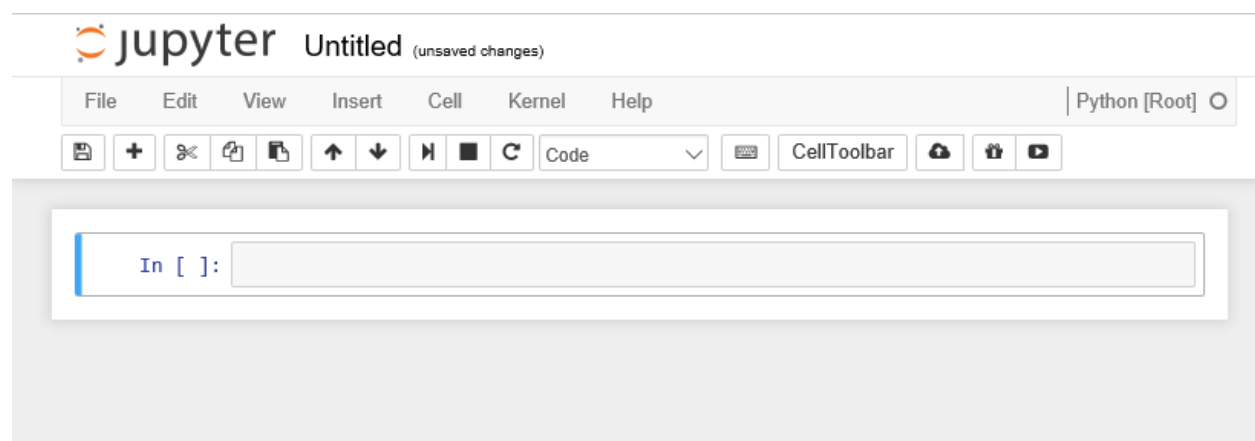 jupyter Untitled (unsaved changes)
File Edit View Insert Cell Kernel Help Python [Root]
Code CellToolbar
In [ ]: